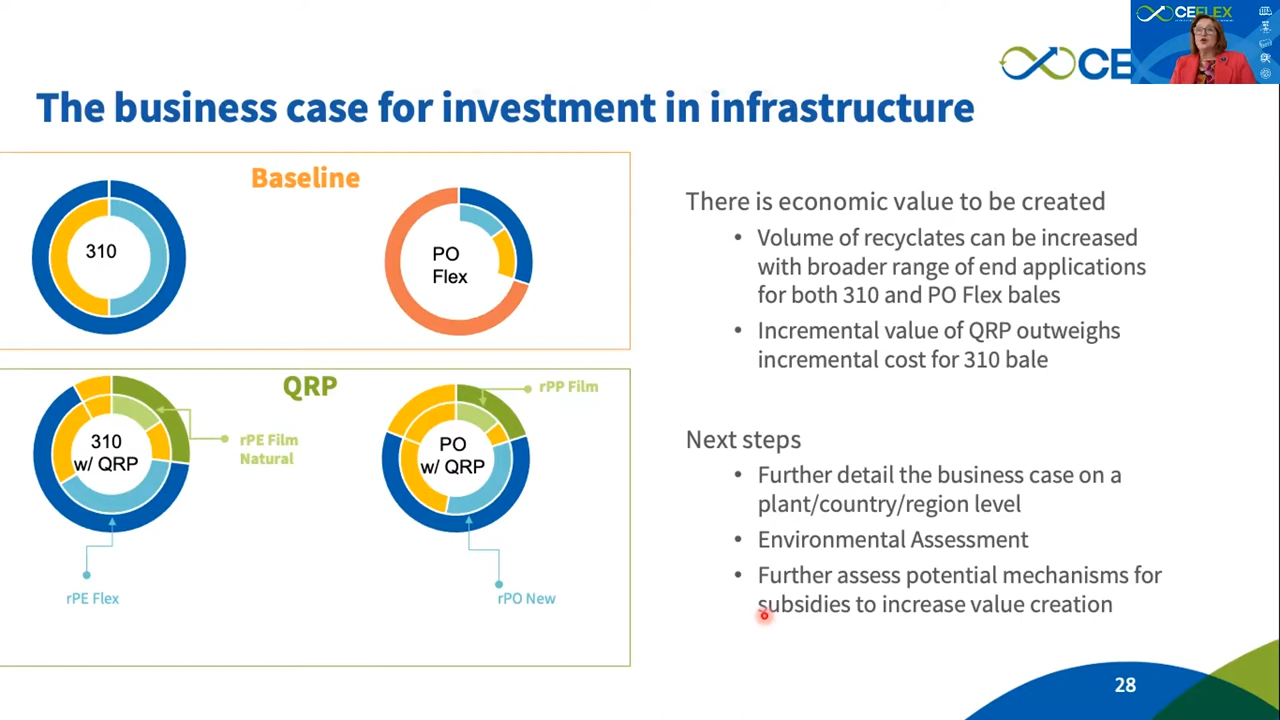 CEFLEX
CE
The business case for investment in infrastructure
Baseline
310
PO
Flex
QRP
310
w/ QRP
rPE Film
Natural
rPE Flex
PO
w/ QRP
rPP Film
rPO New
There is economic value to be created
• Volume of recyclates can be increased
with broader range of end applications
for both 310 and PO Flex bales
• Incremental value of QRP outweighs
incremental cost for 310 bale
Next steps
• Further detail the business case on a
plant/country/region level
• Environmental Assessment
• Further assess potential mechanisms for
subsidies to increase value creation
28